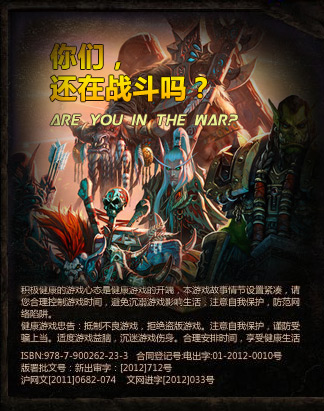 你们，
还在战斗吗？
ARE YOU IN THE WAR?
积极健康的游戏心态是健康游戏的开端，本游戏故事情节设置紧凑，请
您合理控制游戏时间，避免沉溺游戏影响生活，注意自我保护，防范网
络陷阱。
健康游戏忠告：抵制不良游戏，拒绝盗版游戏。注意自我保护，谨防受
骗上当。适度游戏益脑，沉迷游戏伤身。合理安排时间，享受健康生活
ISBN:978-7-900262-23-3 合同登记号:电出字:01-2012-0010号
版署批文号：新出审字：[2012]712号
沪网文[2011]0682-074 文网进字[2012]033号